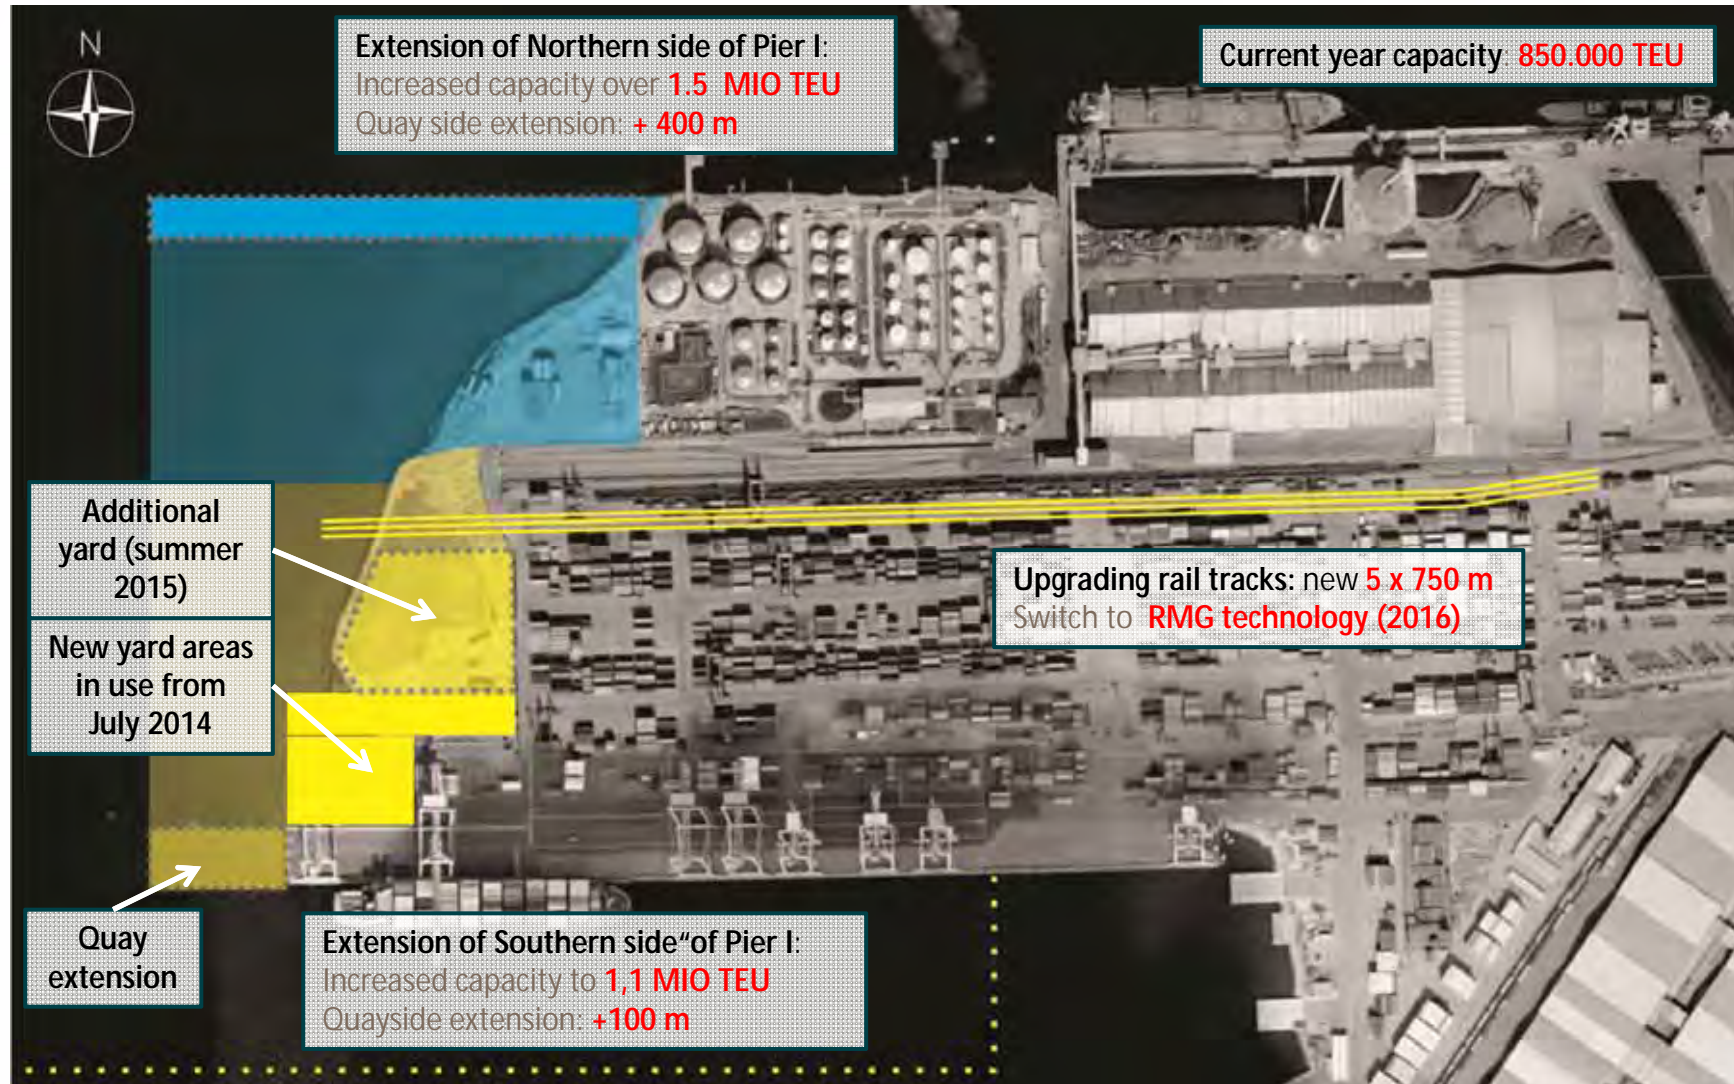 N
Extension of Northern side of Pier I:
Increased capacity over 1.5 MIO TEU
Quay side extension: + 400 m
Current year capacity 850.000 TEU
Additional
yard (summer
2015)
New yard areas
in use from
July 2014
Upgrading rail tracks: new 5 x 750 m
Switch to RMG technology (2016)
Quay
extension
Extension of Southern side“of Pier I:
Increased capacity to 1,1 MIO TEU
Quayside extension: +100 m